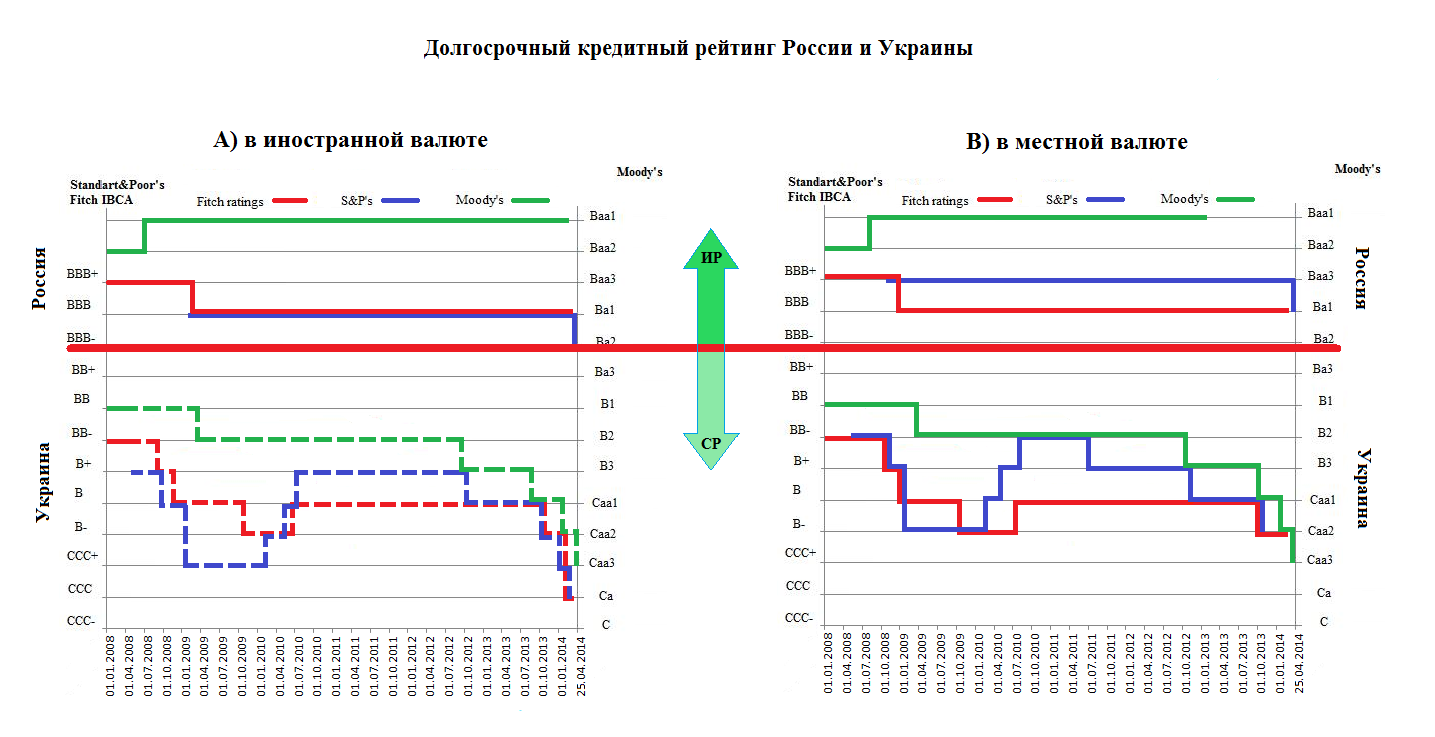 Долгосрочный кредитный рейтинг России и Украины
А) в иностранной валюте
Standart&Poor's
Fitch IBCA
Moody's
Fitch ratings
S&P's
Moody's
Россия
Украина
BBB+
BBB
BBB-
BB+
BB
BB-
B+
B
B-
CCC+
CCC
CCC-
Baa1
Baa2
Baa3
Ba1
Ba2
Ba3
B1
B2
B3
Caa1
Caa2
Caa3
Ca
C
01.01.2008
01.04.2008
01.07.2008
01.10.2008
01.01.2009
01.04.2009
01.07.2009
01.10.2009
01.01.2010
01.04.2010
01.07.2010
01.10.2010
01.01.2011
01.04.2011
01.07.2011
01.10.2011
01.01.2012
01.04.2012
01.07.2012
01.10.2012
01.01.2013
01.04.2013
01.07.2013
01.10.2013
01.01.2014
25.04.2014
ИР
СР
В) в местной валюте
Standart&Poor's
Fitch IBCA
Moody's
Fitch ratings
S&P's
Moody's
BBB+
BBB
BBB-
BB+
BB
BB-
B+
B
B-
CCC+
CCC
CCC-
Baa1
Baa2
Baa3
Ba1
Ba2
Ba3
B1
B2
B3
Caa1
Caa2
Caa3
Ca
C
Россия
Украина
01.01.2008
01.04.2008
01.07.2008
01.10.2008
01.01.2009
01.04.2009
01.07.2009
01.10.2009
01.01.2010
01.04.2010
01.07.2010
01.10.2010
01.01.2011
01.04.2011
01.07.2011
01.10.2011
01.01.2012
01.04.2012
01.07.2012
01.10.2012
01.01.2013
01.04.2013
01.07.2013
01.10.2013
01.01.2014
25.04.2014